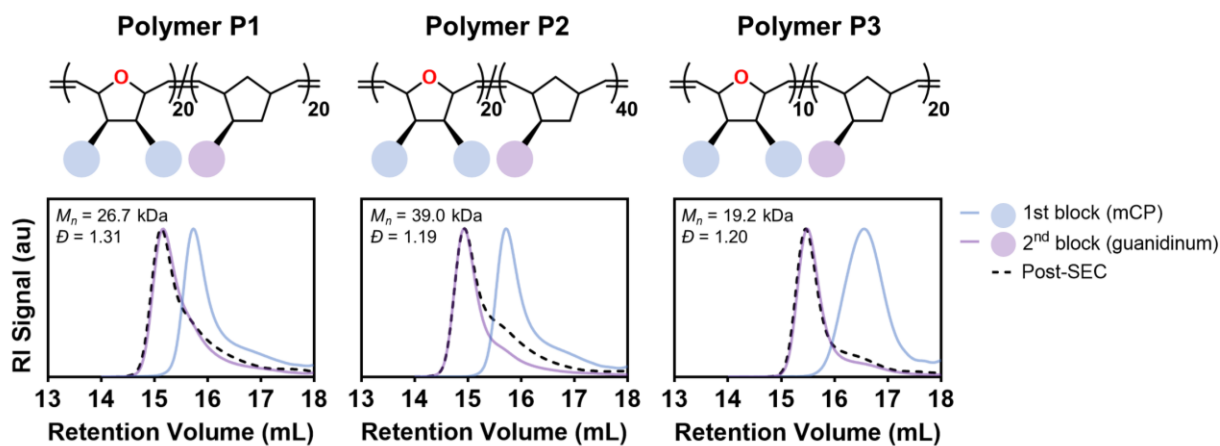 Polymer P1
Polymer P2
Polymer P3
O
20
20
O
20
40
O
10
20
Mn = 26.7 kDa
Đ = 1.31
Mn = 39.0 kDa
Đ = 1.19
Mn = 19.2 kDa
Đ = 1.20
1st block (mCP)
2nd block (guanidinum)
Post-SEC
RI Signal (au)
13 14 15 16 17 18
13 14 15 16 17 18
13 14 15 16 17 18
Retention Volume (mL)
Retention Volume (mL)
Retention Volume (mL)